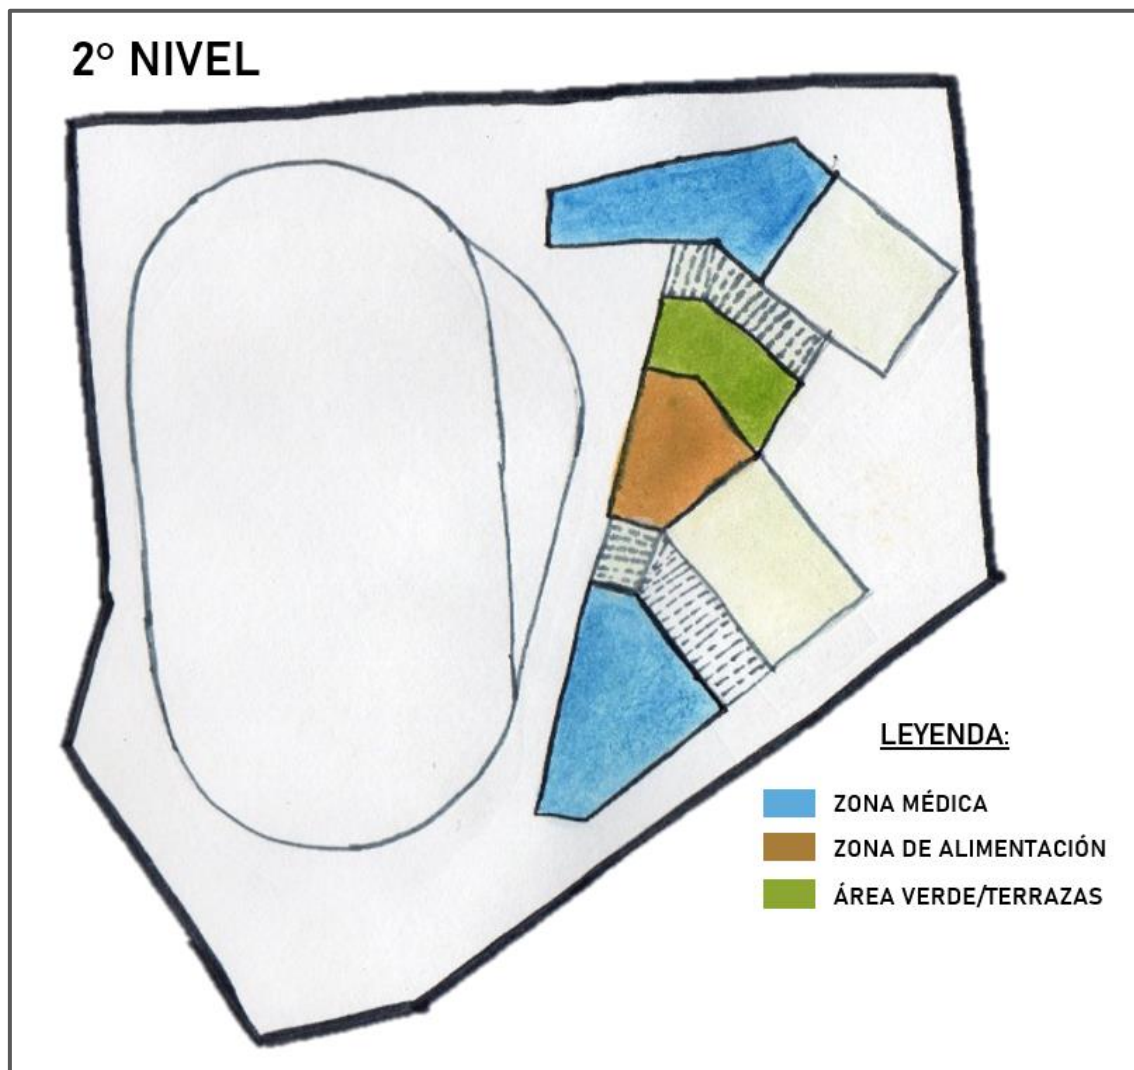 2° NIVEL
LEYENDA:
ZONA MÉDICA
ZONA DE ALIMENTACIÓN
ÁREA VERDE/TERRAZAS